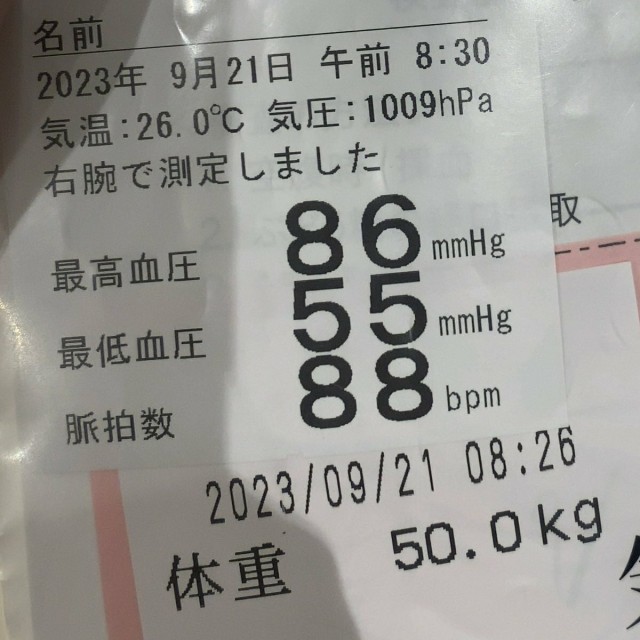 名前
2023年 9月21日 午前 8:30
気温:26.0℃ 気圧:1009hPa
右腕で測定しました
取
最高血圧 86 mmHg
最低血圧 55 mmHg
脈拍数 88 bpm
2023/09/21 08:26
体重 50.0kg